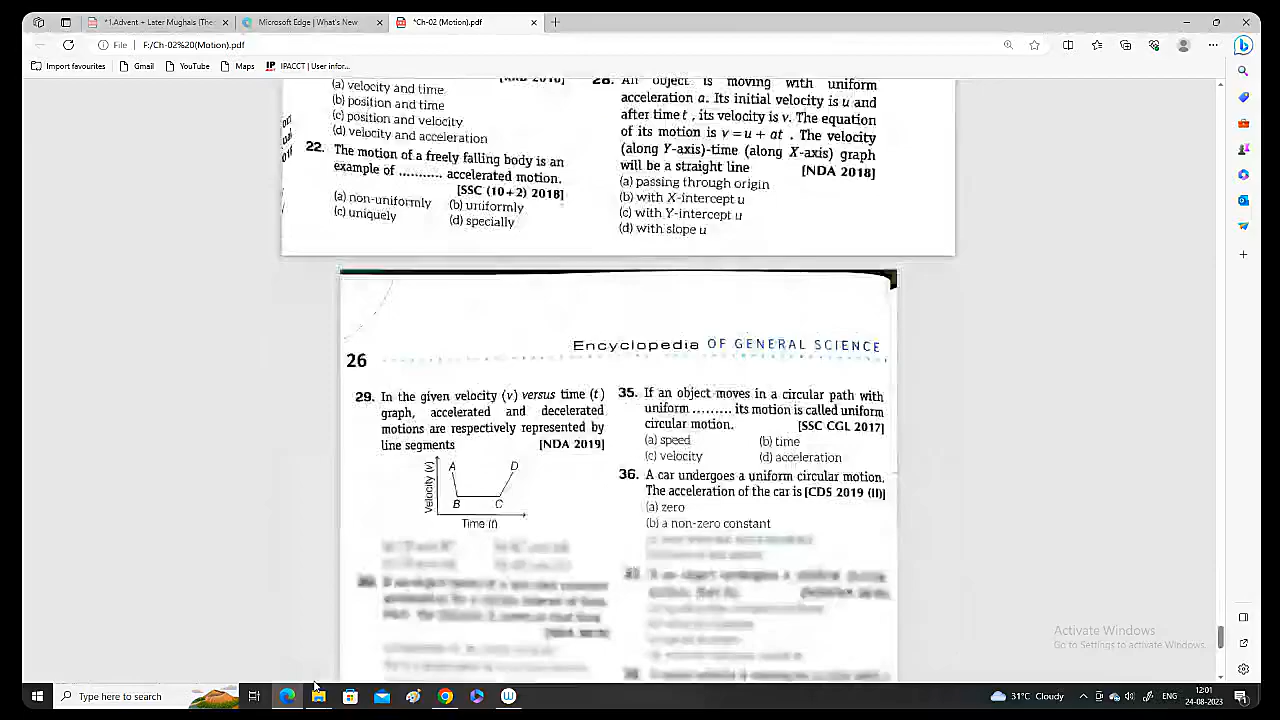 *1.Advent + Later Mughals (The
Microsoft Edge | What's New
*Ch-02 (Motion).pdf
File
F:/Ch-02%20(Motion).pdf
Import favourites
Gmail
YouTube
Maps
IPACCT | User infor...
(a) velocity and time
(b) position and time
(c) position and velocity
(d) velocity and acceleration
22. The motion of a freely falling body is an
example of .......... accelerated motion.
[SSC (10+2) 2018]
(a) non-uniformly (b) uniformly
(c) uniquely (d) specially
28. An object is moving with uniform
acceleration a. Its initial velocity is u and
after time t , its velocity is v. The equation
of its motion is v = u + at . The velocity
(along Y-axis)-time (along X-axis) graph
will be a straight line [NDA 2018]
(a) passing through origin
(b) with X-intercept u
(c) with Y-intercept u
(d) with slope u
26
Encyclopedia OF GENERAL SCIENCE
29. In the given velocity (v) versus time (t)
graph, accelerated and decelerated
motions are respectively represented by
line segments [NDA 2019]
Velocity (v)
A
D
B
C
Time (t)
35. If an object moves in a circular path with
uniform ......... its motion is called uniform
circular motion. [SSC CGL 2017]
(a) speed (b) time
(c) velocity (d) acceleration
36. A car undergoes a uniform circular motion.
The acceleration of the car is [CDS 2019 (II)]
(a) zero
(b) a non-zero constant
Activate Windows
Go to Settings to activate Windows.
Type here to search
31°C Cloudy
ENG
12:01
24-08-2023
1